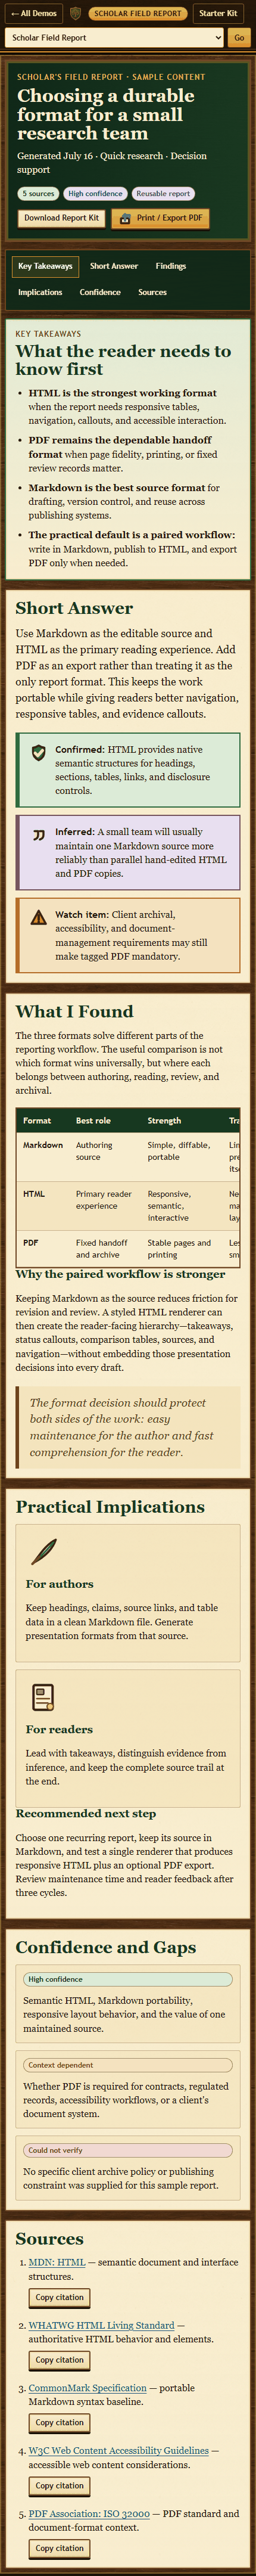 ← All Demos
SCHOLAR FIELD REPORT
Starter Kit
Scholar Field Report
Go
SCHOLAR'S FIELD REPORT · SAMPLE CONTENT
Choosing a durable
format for a small
research team
Generated July 16 · Quick research · Decision
support
5 sources
High confidence
Reusable report
Download Report Kit
Print / Export PDF
Key Takeaways
Short Answer
Findings
Implications
Confidence
Sources
KEY TAKEAWAYS
What the reader needs to
know first
• HTML is the strongest working format
when the report needs responsive tables,
navigation, callouts, and accessible interaction.
• PDF remains the dependable handoff
format when page fidelity, printing, or fixed
review records matter.
• Markdown is the best source format for
drafting, version control, and reuse across
publishing systems.
• The practical default is a paired workflow:
write in Markdown, publish to HTML, and export
PDF only when needed.
Short Answer
Use Markdown as the editable source and
HTML as the primary reading experience. Add
PDF as an export rather than treating it as the
only report format. This keeps the work
portable while giving readers better navigation,
responsive tables, and evidence callouts.
Confirmed: HTML provides native
semantic structures for headings,
sections, tables, links, and disclosure
controls.
Inferred: A small team will usually
maintain one Markdown source more
reliably than parallel hand-edited HTML
and PDF copies.
Watch item: Client archival,
accessibility, and document-
management requirements may still
make tagged PDF mandatory.
What I Found
The three formats solve different parts of the
reporting workflow. The useful comparison is not
which format wins universally, but where each
belongs between authoring, reading, review, and
archival.
Format Best role Strength Tra
Markdown Authoring Simple, diffable, Lin
source portable pre
itse
HTML Primary reader Responsive, Ne
experience semantic, ma
interactive lay
PDF Fixed handoff Stable pages and Les
and archive printing sm
Why the paired workflow is stronger
Keeping Markdown as the source reduces friction for
revision and review. A styled HTML renderer can
then create the reader-facing hierarchy—takeaways,
status callouts, comparison tables, sources, and
navigation—without embedding those presentation
decisions into every draft.
The format decision should protect
both sides of the work: easy
maintenance for the author and fast
comprehension for the reader.
Practical Implications
For authors
Keep headings, claims, source links, and table
data in a clean Markdown file. Generate
presentation formats from that source.
For readers
Lead with takeaways, distinguish evidence from
inference, and keep the complete source trail at
the end.
Recommended next step
Choose one recurring report, keep its source in
Markdown, and test a single renderer that produces
responsive HTML plus an optional PDF export.
Review maintenance time and reader feedback after
three cycles.
Confidence and Gaps
High confidence
Semantic HTML, Markdown portability,
responsive layout behavior, and the value of one
maintained source.
Context dependent
Whether PDF is required for contracts, regulated
records, accessibility workflows, or a client's
document system.
Could not verify
No specific client archive policy or publishing
constraint was supplied for this sample report.
Sources
1. MDN: HTML — semantic document and interface
structures.
Copy citation
2. WHATWG HTML Living Standard —
authoritative HTML behavior and elements.
Copy citation
3. CommonMark Specification — portable
Markdown syntax baseline.
Copy citation
4. W3C Web Content Accessibility Guidelines —
accessible web content considerations.
Copy citation
5. PDF Association: ISO 32000 — PDF standard and
document-format context.
Copy citation